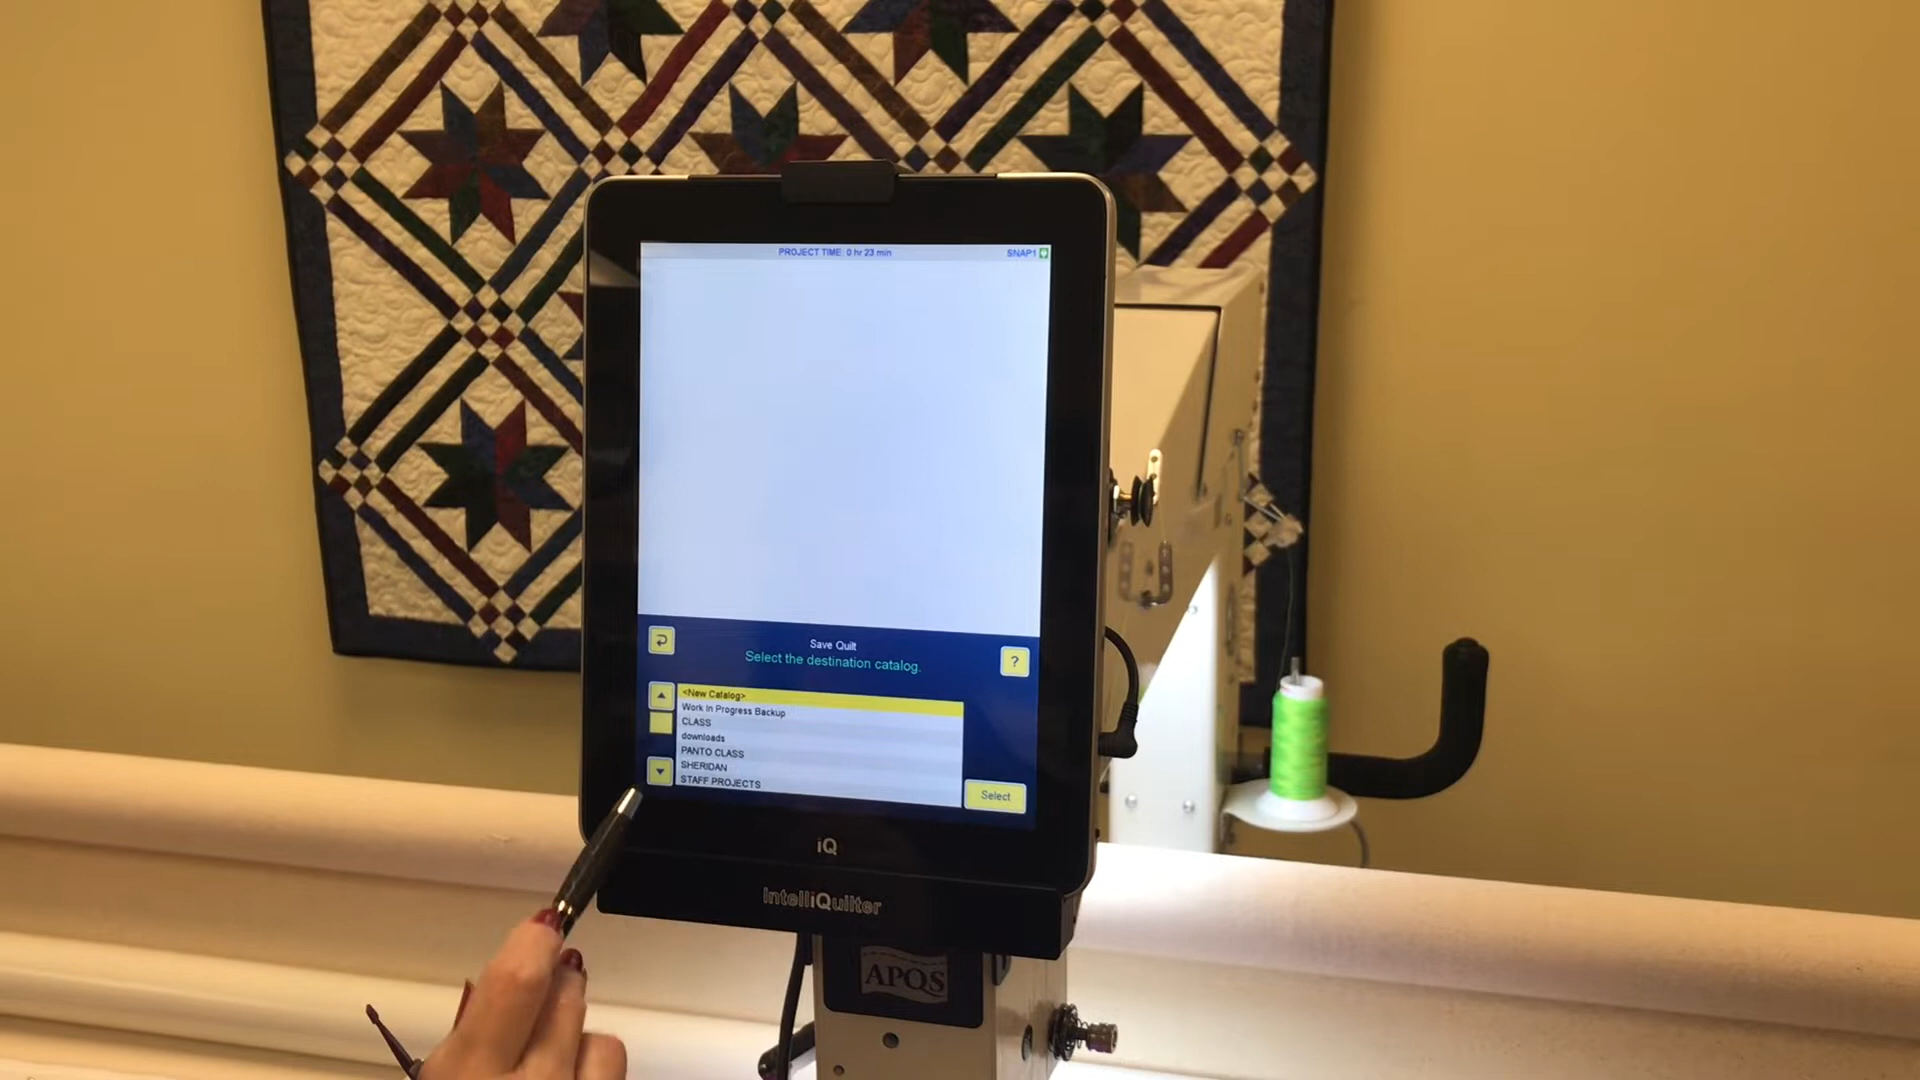 PROJECT TIME: 0 hr 23 min
SNAP1
Save Quilt
Select the destination catalog.
?
<New Catalog>
Work In Progress Backup
CLASS
downloads
PANTO CLASS
SHERIDAN
STAFF PROJECTS
Select
iQ
IntelliQuilter
APQS